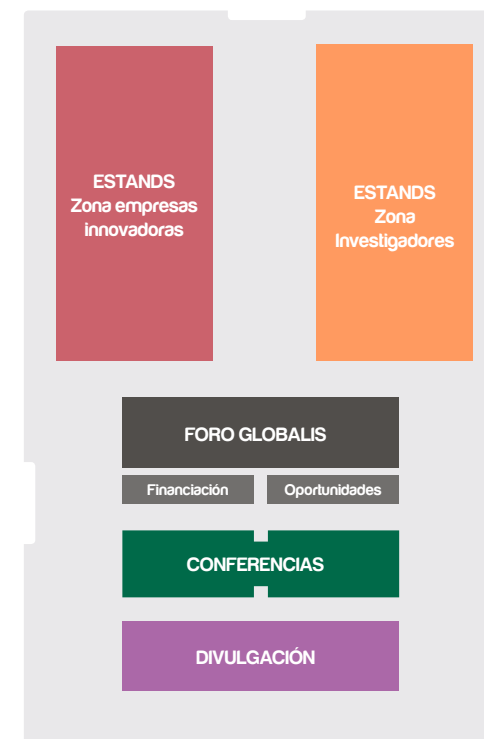 ESTANDS
Zona empresas
innovadoras
ESTANDS
Zona
Investigadores
FORO GLOBALIS
Financiación
Oportunidades
CONFERENCIAS
DIVULGACIÓN